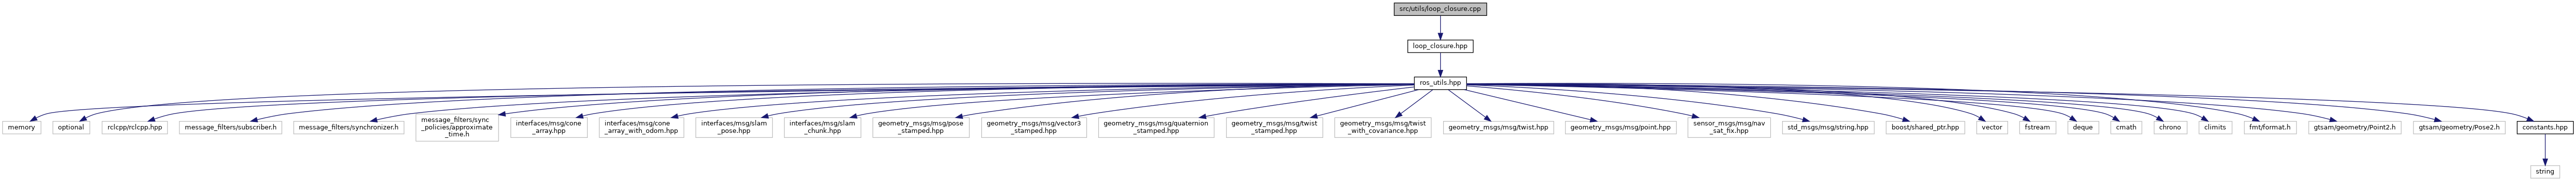 src/utils/loop_closure.cpp
loop_closure.hpp
ros_utils.hpp
memory
optional
rclcpp/rclcpp.hpp
message_filters/subscriber.h
message_filters/synchronizer.h
message_filters/sync
_policies/approximate
_time.h
interfaces/msg/cone
_array.hpp
interfaces/msg/cone
_array_with_odom.hpp
interfaces/msg/slam
_pose.hpp
interfaces/msg/slam
_chunk.hpp
geometry_msgs/msg/pose
_stamped.hpp
geometry_msgs/msg/vector3
_stamped.hpp
geometry_msgs/msg/quaternion
_stamped.hpp
geometry_msgs/msg/twist
_stamped.hpp
geometry_msgs/msg/twist
_with_covariance.hpp
geometry_msgs/msg/twist.hpp
geometry_msgs/msg/point.hpp
sensor_msgs/msg/nav
_sat_fix.hpp
std_msgs/msg/string.hpp
boost/shared_ptr.hpp
vector
fstream
deque
cmath
chrono
climits
fmt/format.h
gtsam/geometry/Point2.h
gtsam/geometry/Pose2.h
constants.hpp
string